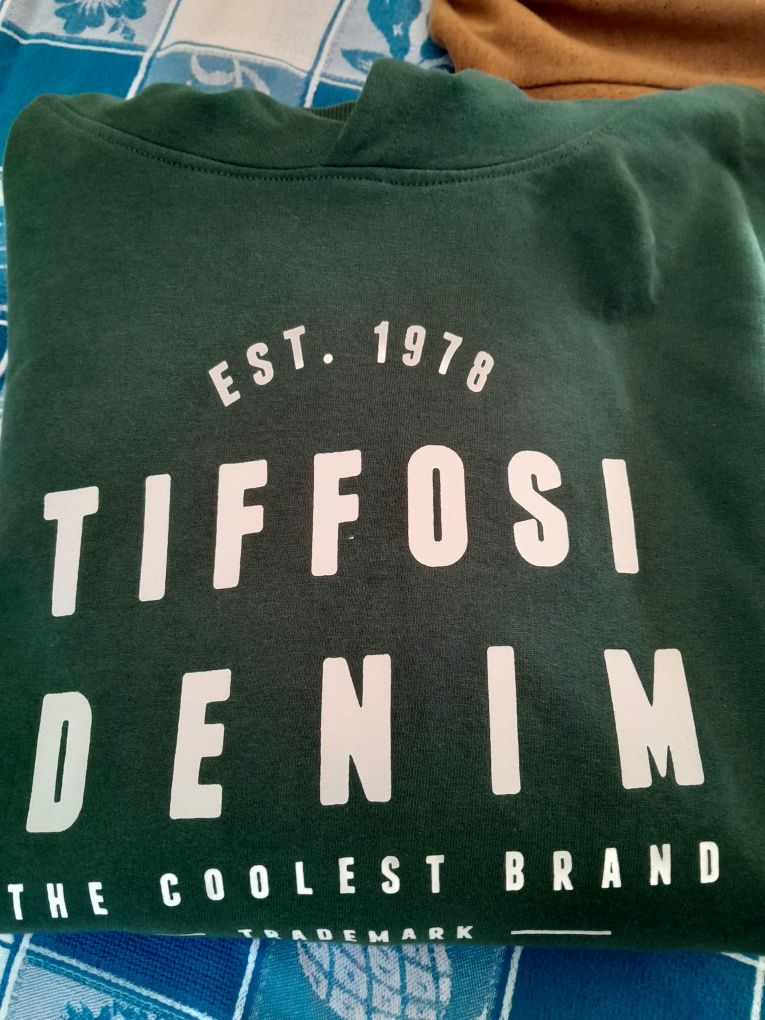 EST. 1978
TIFFOSI
DENIM
THE COOLEST BRAND
TRADEMARK